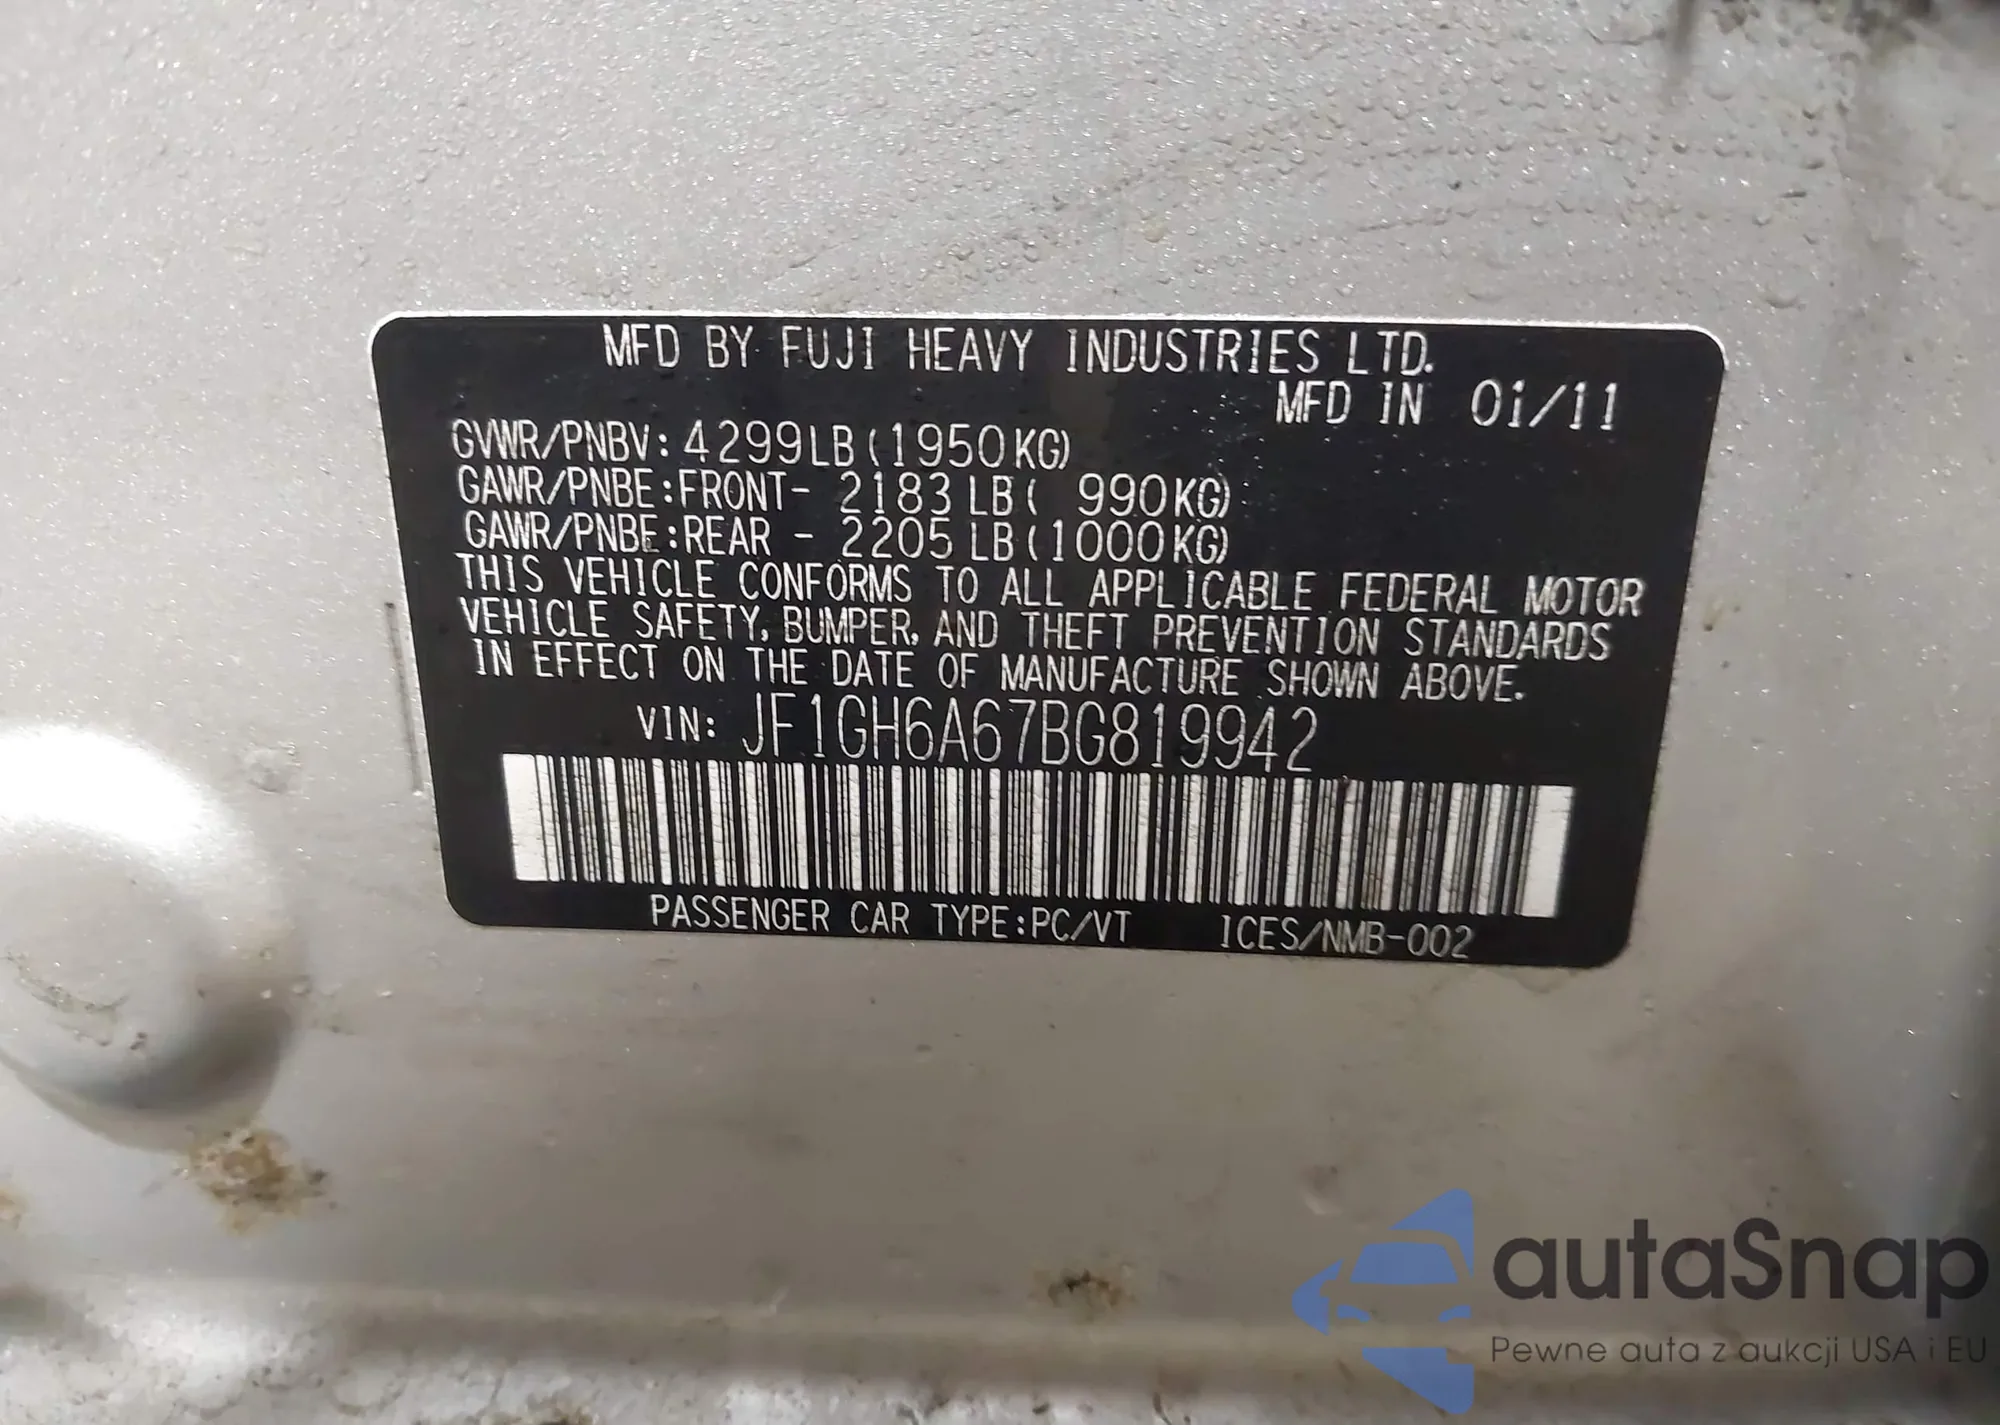 MFD BY FUJI HEAVY INDUSTRIES LTD.
MFD IN 01/11
GVWR/PNBV: 4299LB(1950KG)
GAWR/PNBE:FRONT- 2183LB( 990KG)
GAWR/PNBE:REAR - 2205LB(1000KG)
THIS VEHICLE CONFORMS TO ALL APPLICABLE FEDERAL MOTOR
VEHICLE SAFETY, BUMPER, AND THEFT PREVENTION STANDARDS
IN EFFECT ON THE DATE OF MANUFACTURE SHOWN ABOVE.
VIN: JF1GH6A67BG819942
PASSENGER CAR TYPE:PC/VT ICES/NMB-002
autaSnap
Pewne auta z aukcji USA i EU